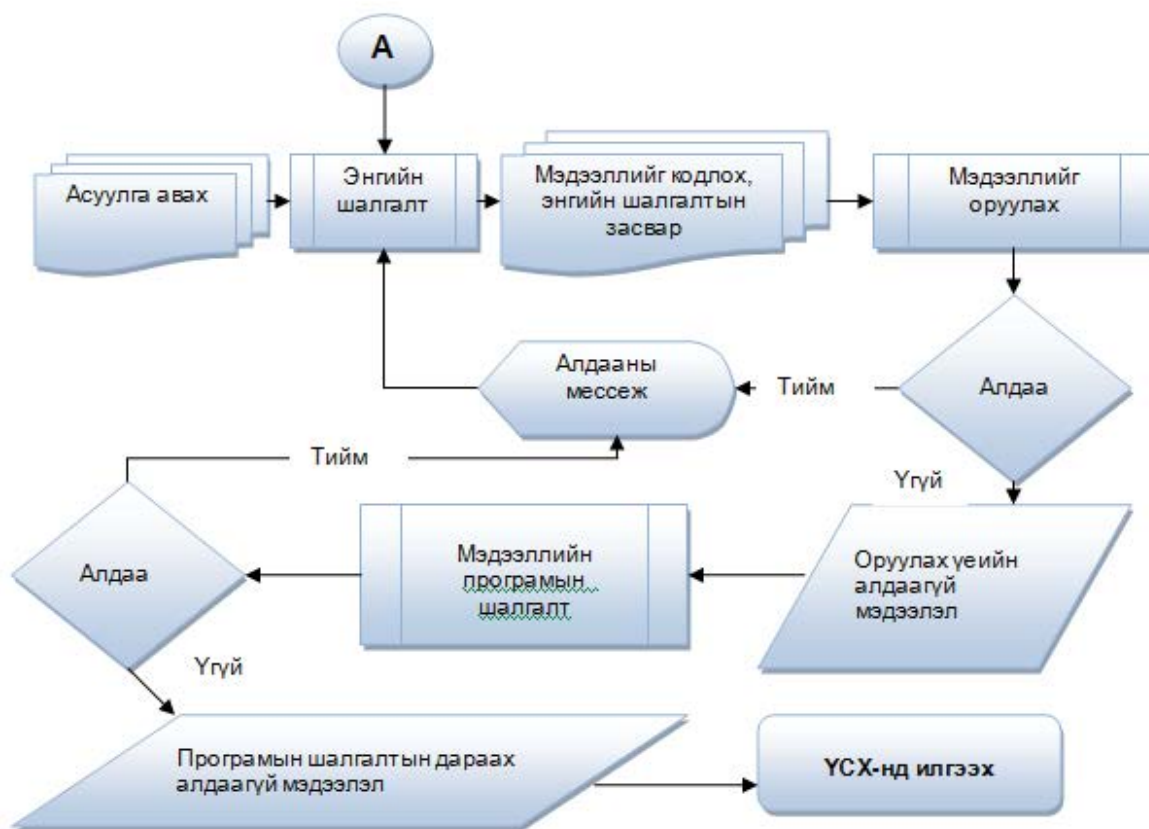 А
Асуулга авах
Энгийн
шалгалт
Мэдээллийг кодлох,
энгийн шалгалтын
засвар
Мэдээллийг
оруулах
Алдааны
мессеж
Тийм
Алдаа
Тийм
Үгүй
Алдаа
Мэдээллийн
програмын
шалгалт
Оруулах үеийн
алдаагүй
мэдээлэл
Үгүй
Програмын шалгалтын дараах
алдаагүй мэдээлэл
ҮСХ-нд илгээх